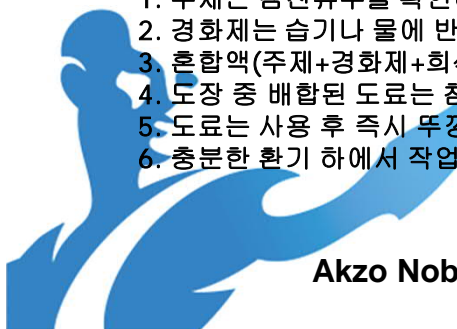 2. 경화제는 습기나 물에 반
3. 혼합액(주제+경화제+희
4. 도장 중 배합된 도료는
5. 도료는 사용 후 즉시
6. 충분한 환기 하에서 작업
Akzo Nob